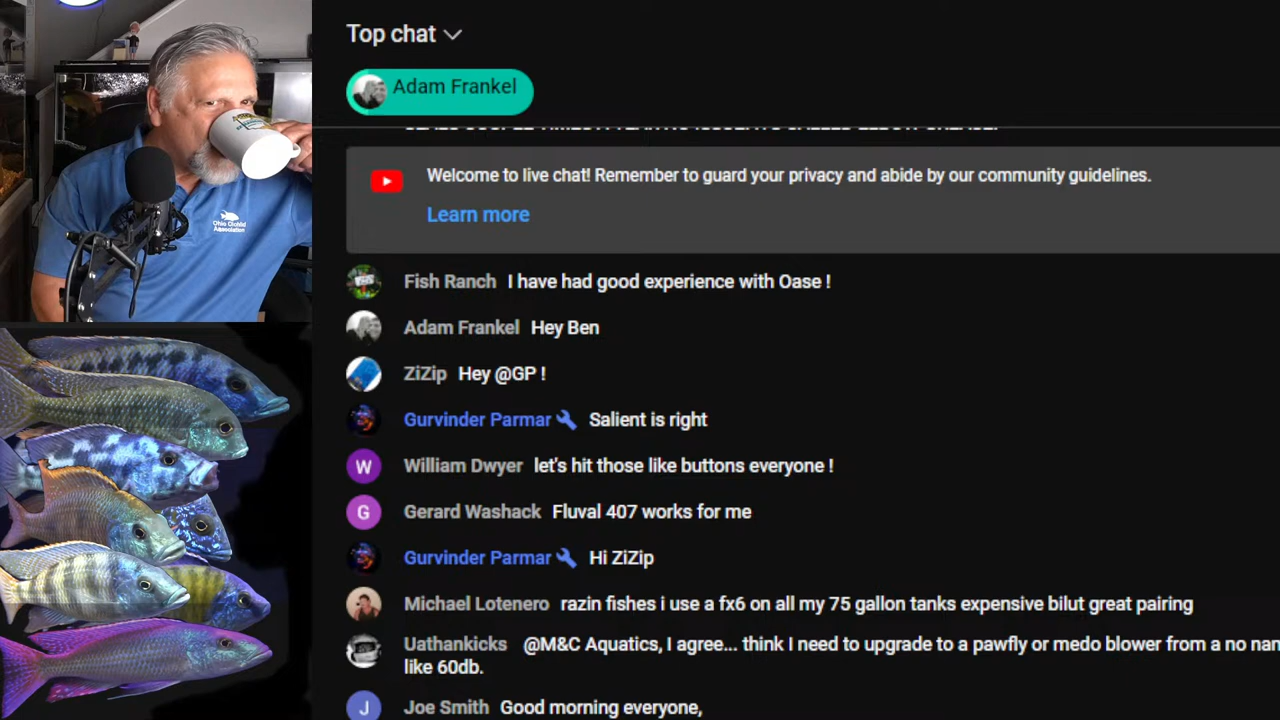 Top chat
Adam Frankel
Welcome to live chat! Remember to guard your privacy and abide by our community guidelines.
Learn more
Fish Ranch I have had good experience with Oase !
Adam Frankel Hey Ben
ZiZip Hey @GP !
Gurvinder Parmar Salient is right
William Dwyer let's hit those like buttons everyone !
Gerard Washack Fluval 407 works for me
Gurvinder Parmar Hi ZiZip
Michael Lotenero razin fishes i use a fx6 on all my 75 gallon tanks expensive bilut great pairing
Uathankicks @M&C Aquatics, I agree... think I need to upgrade to a pawfly or medo blower from a no nan
like 60db.
Joe Smith Good morning everyone,
W
G
J
Ohio Cichlid
Association